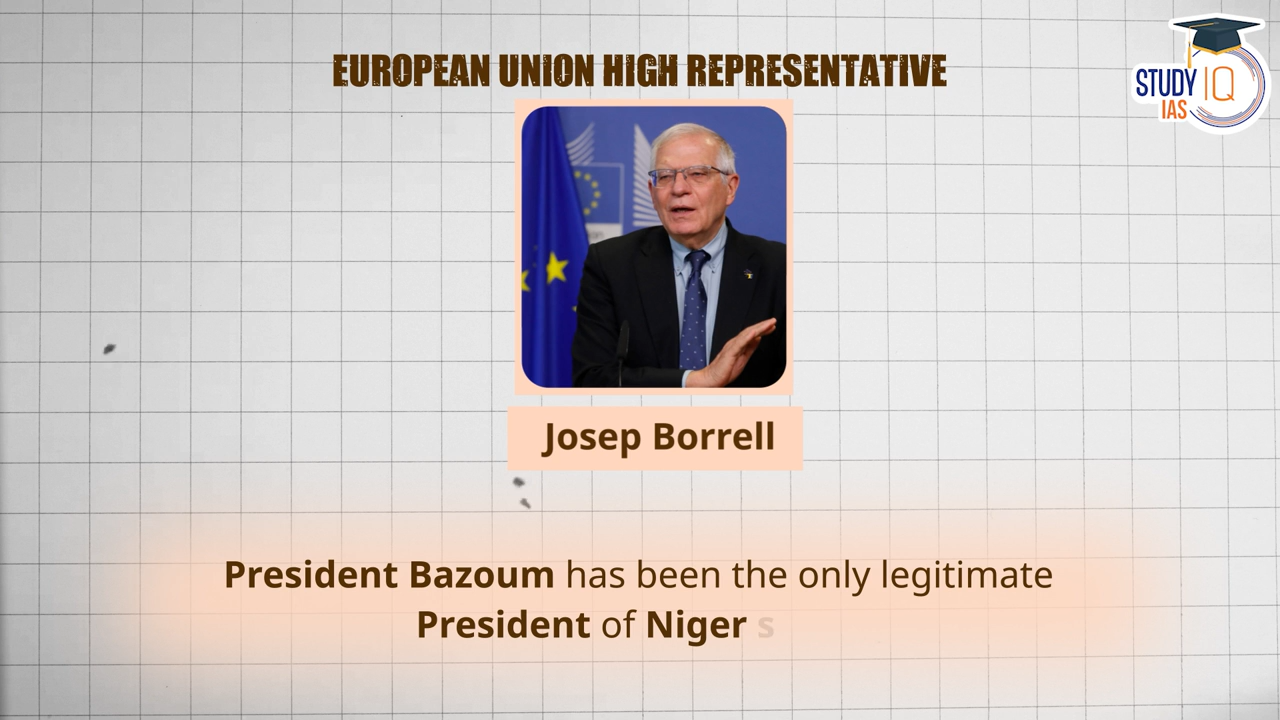 EUROPEAN UNION HIGH REPRESENTATIVE
STUDY IQ
IAS
Josep Borrell
President Bazoum has been the only legitimate
President of Niger s